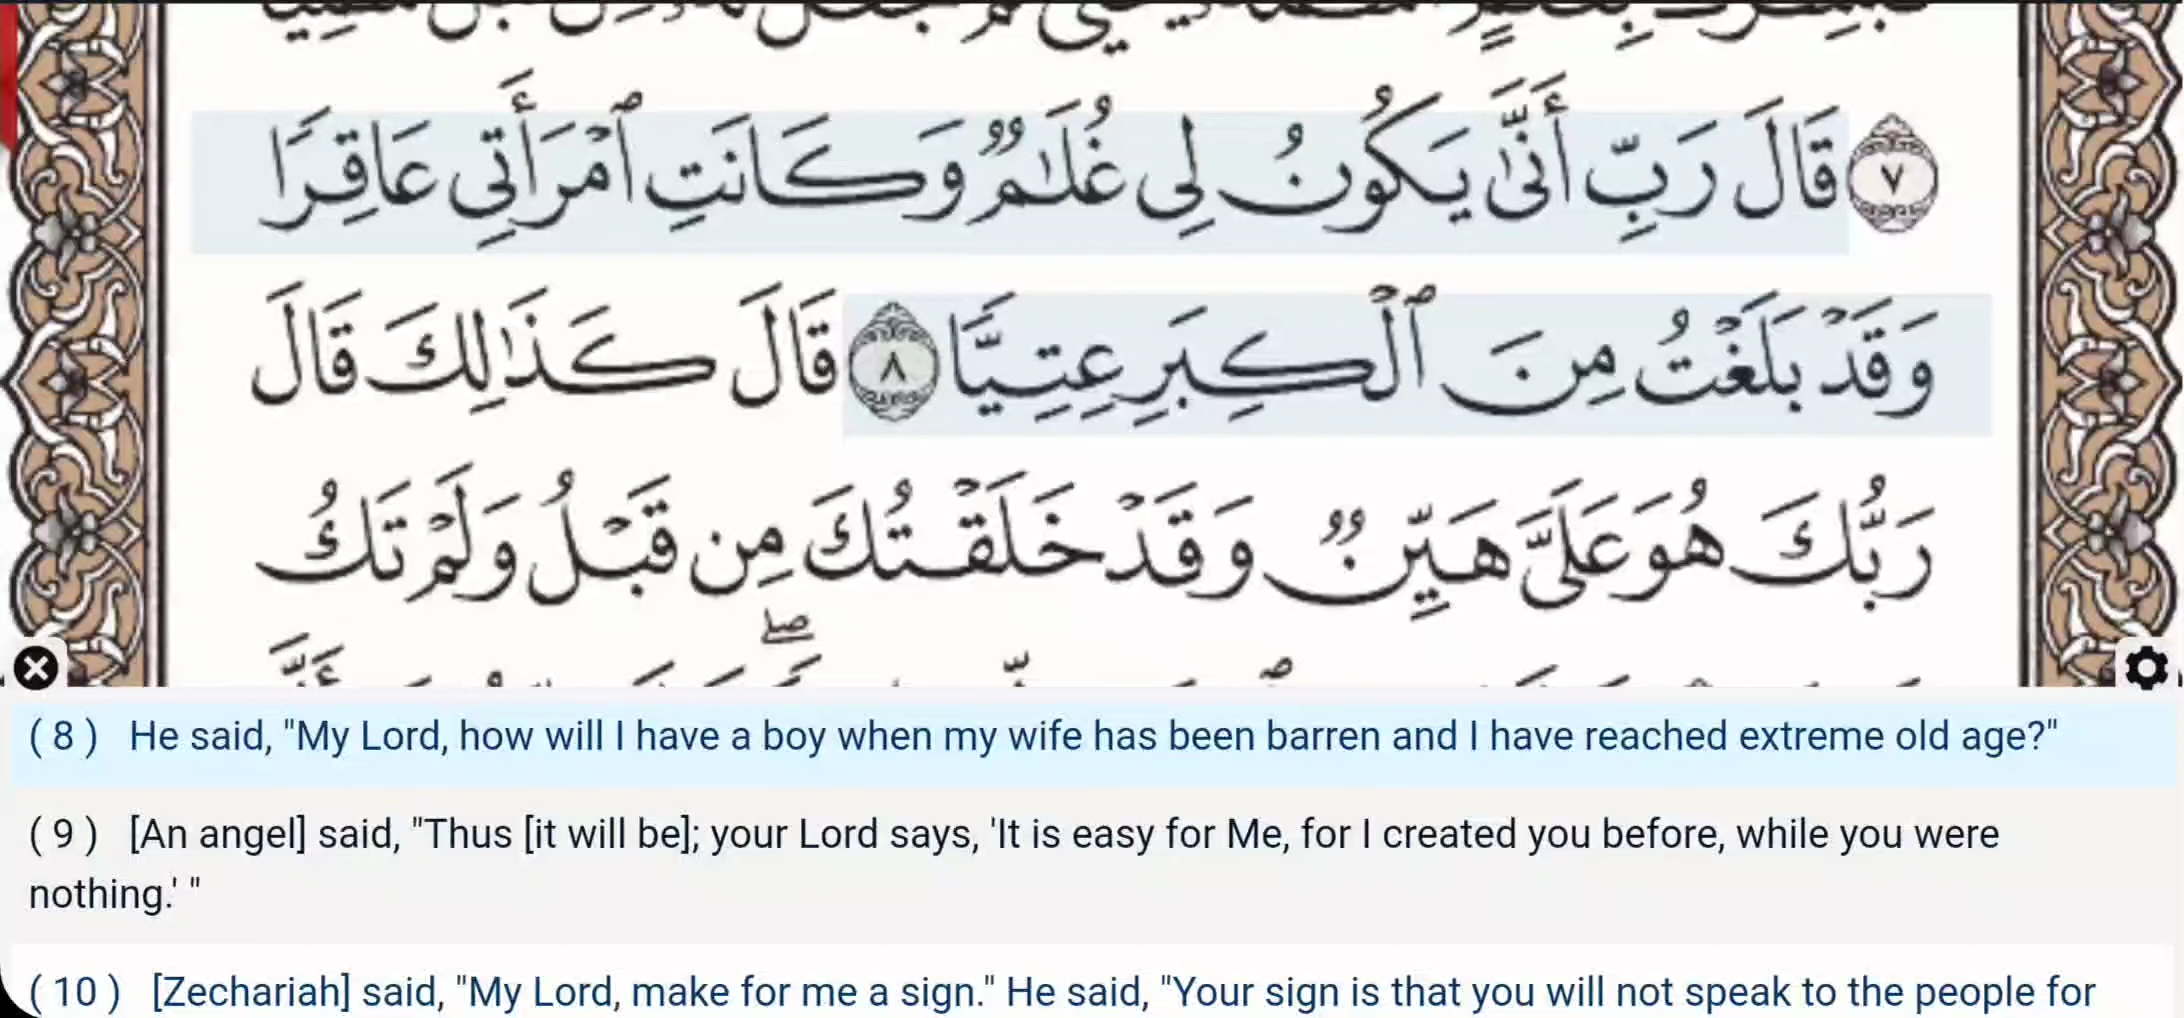 ٧ قَالَ رَبِّ أَنَّىٰ يَكُونُ لِى غُلَـٰمٌ وَكَانَتِ ٱمْرَأَتِى عَاقِرًا
وَقَدْ بَلَغْتُ مِنَ ٱلْكِبَرِ عِتِيًّا ٨ قَالَ كَذَٰلِكَ قَالَ
رَبُّكَ هُوَ عَلَىَّ هَيِّنٌ وَقَدْ خَلَقْتُكَ مِن قَبْلُ وَلَمْ تَكُ
( 8 ) He said, "My Lord, how will I have a boy when my wife has been barren and I have reached extreme old age?"
( 9 ) [An angel] said, "Thus [it will be]; your Lord says, 'It is easy for Me, for I created you before, while you were
nothing.' "
( 10 ) [Zechariah] said, "My Lord, make for me a sign." He said, "Your sign is that you will not speak to the people for